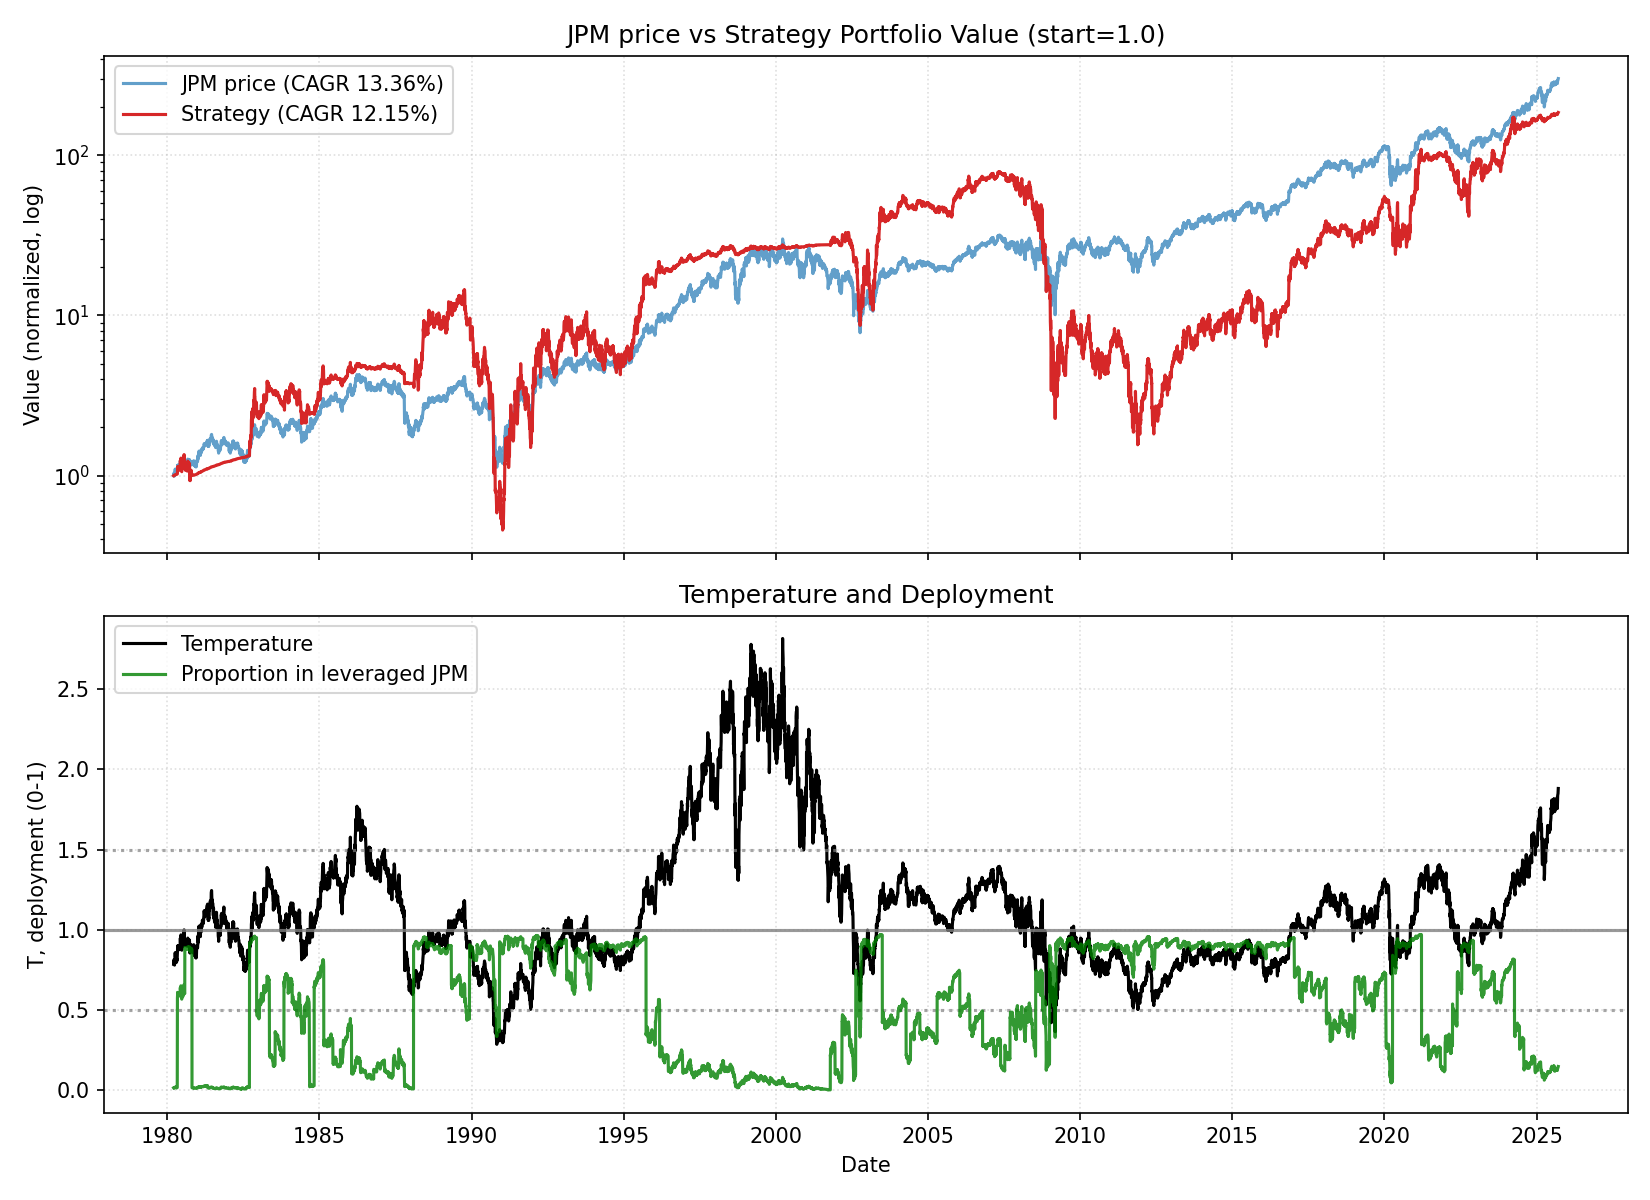 JPM price vs Strategy Portfolio Value (start=1.0)
JPM price (CAGR 13.36%)
Strategy (CAGR 12.15%)
Value (normalized, log)
10²
10¹
10⁰
Temperature and Deployment
Temperature
Proportion in leveraged JPM
T, deployment (0-1)
2.5
2.0
1.5
1.0
0.5
0.0
1980 1985 1990 1995 2000 2005 2010 2015 2020 2025
Date